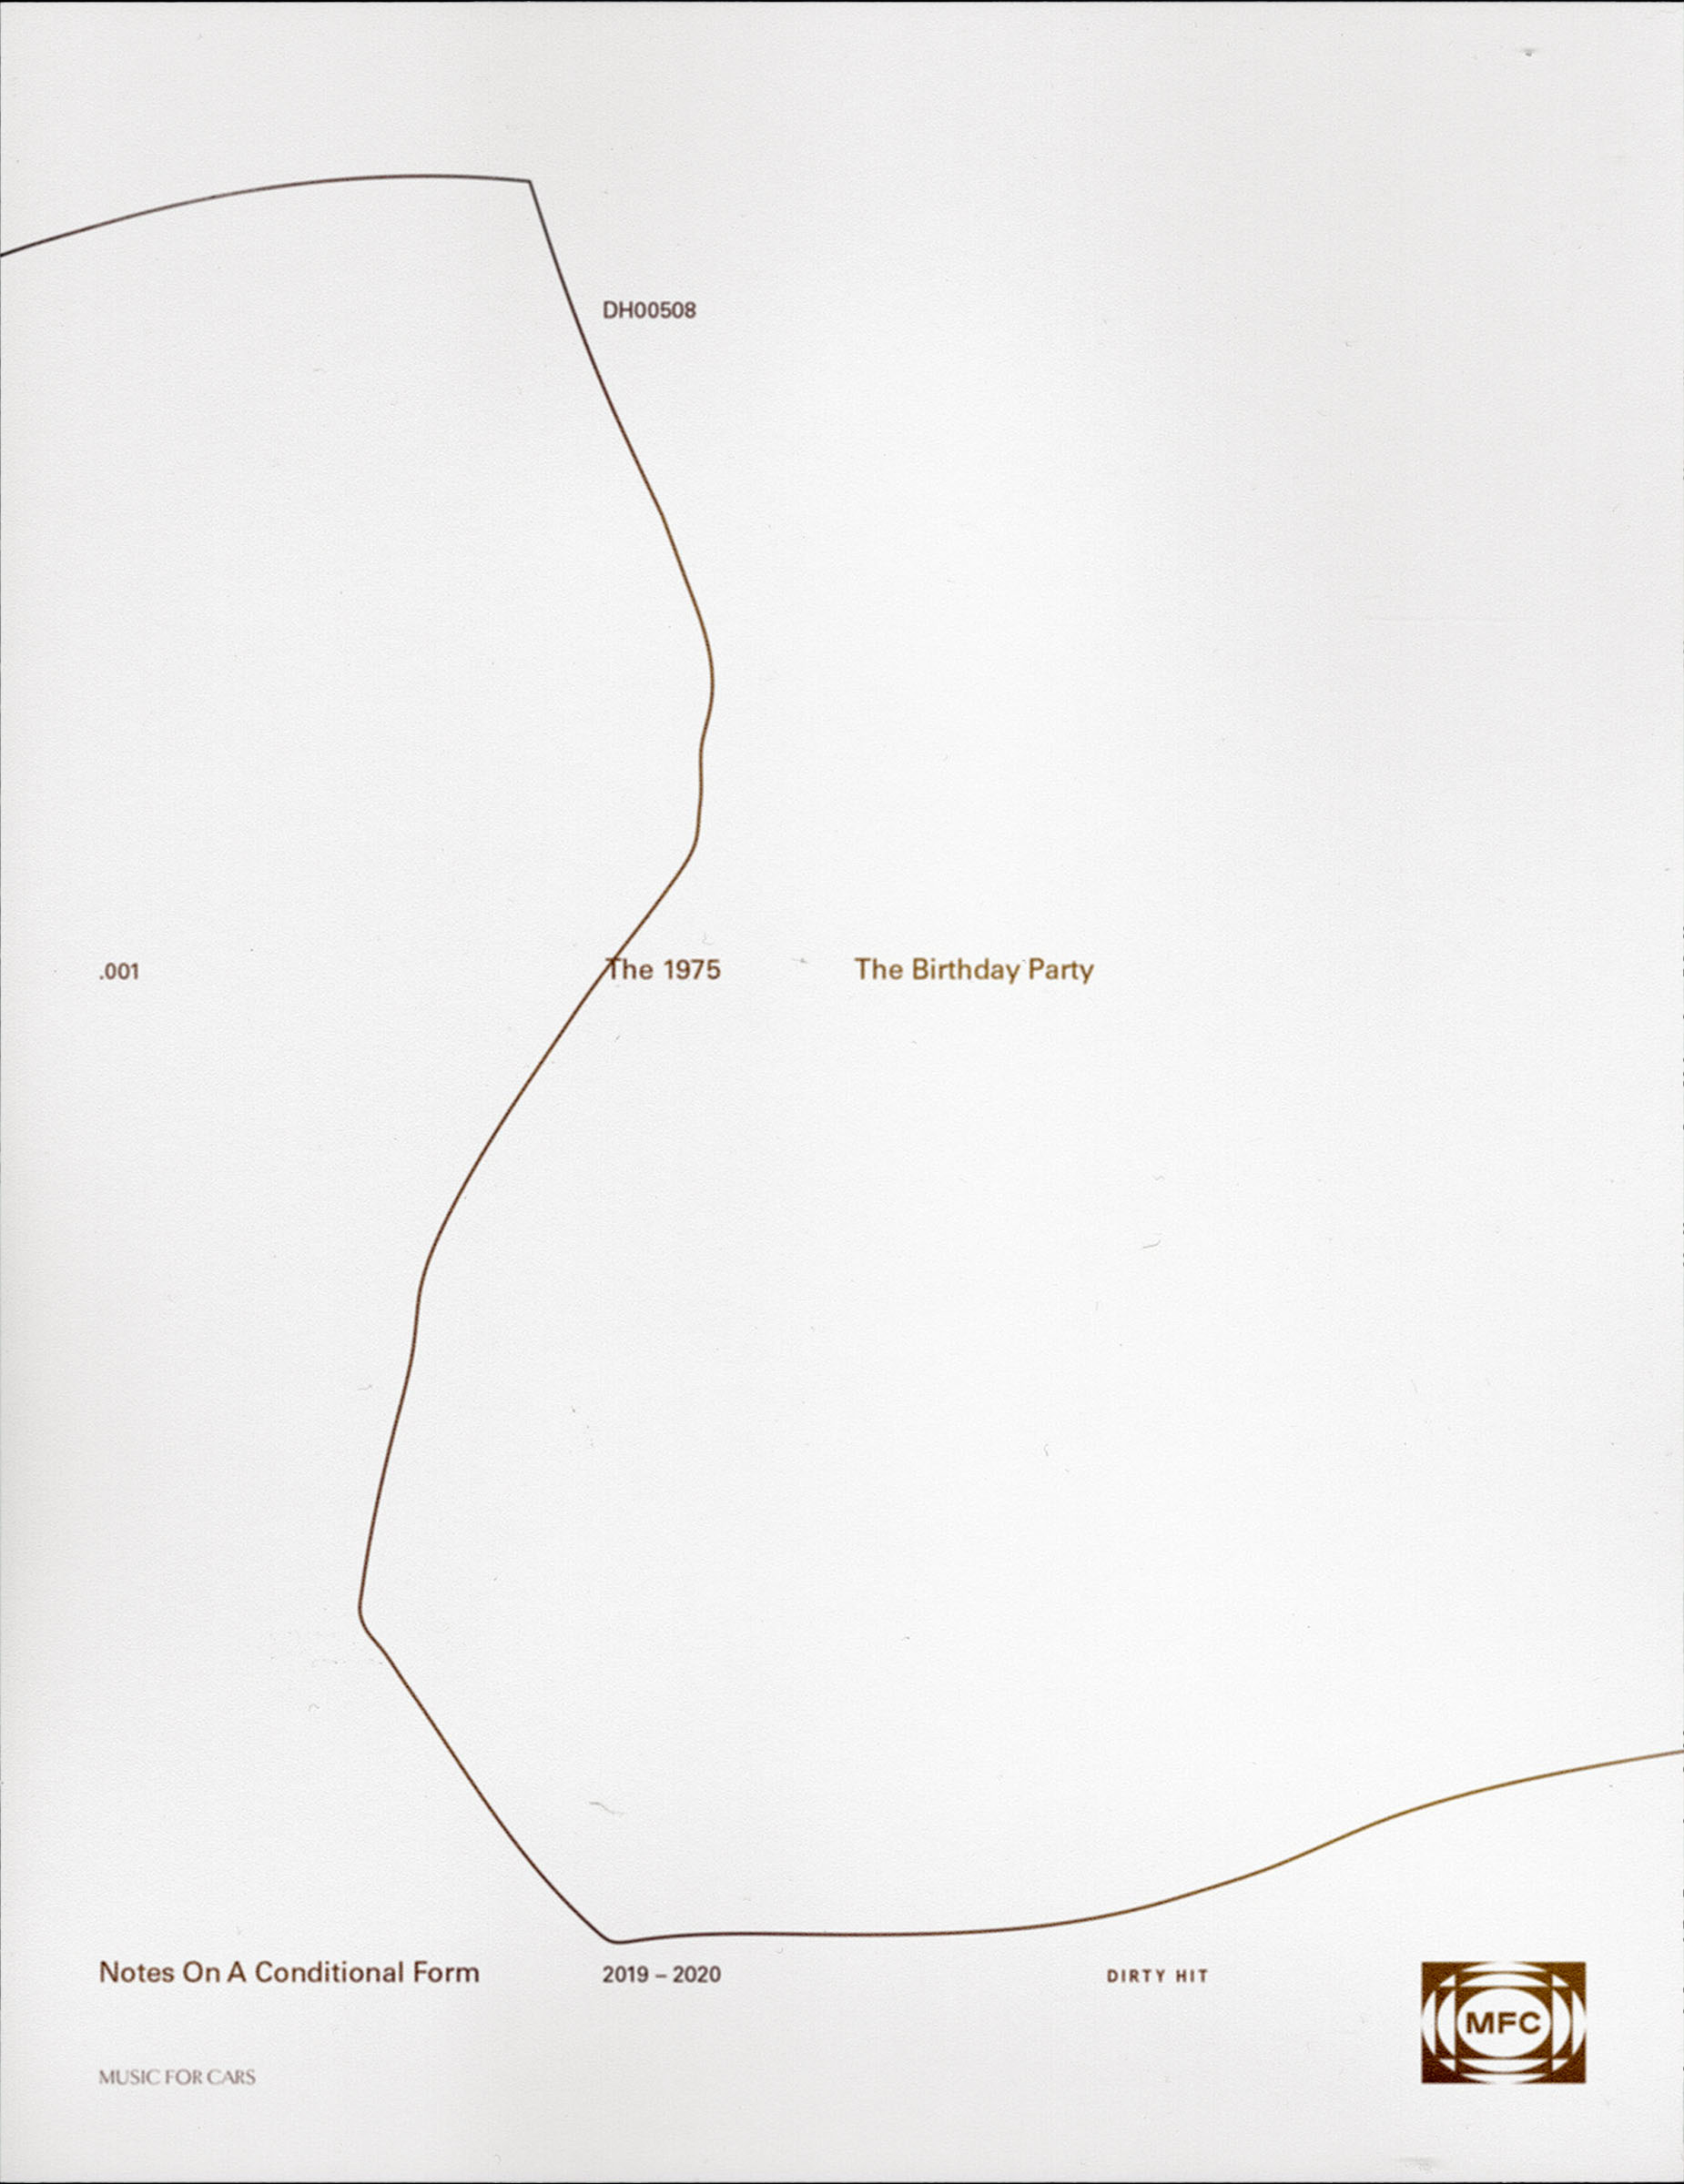 DH00508
.001
The 1975
The Birthday Party
Notes On A Conditional Form
2019 – 2020
DIRTY HIT
MFC
MUSIC FOR CARS